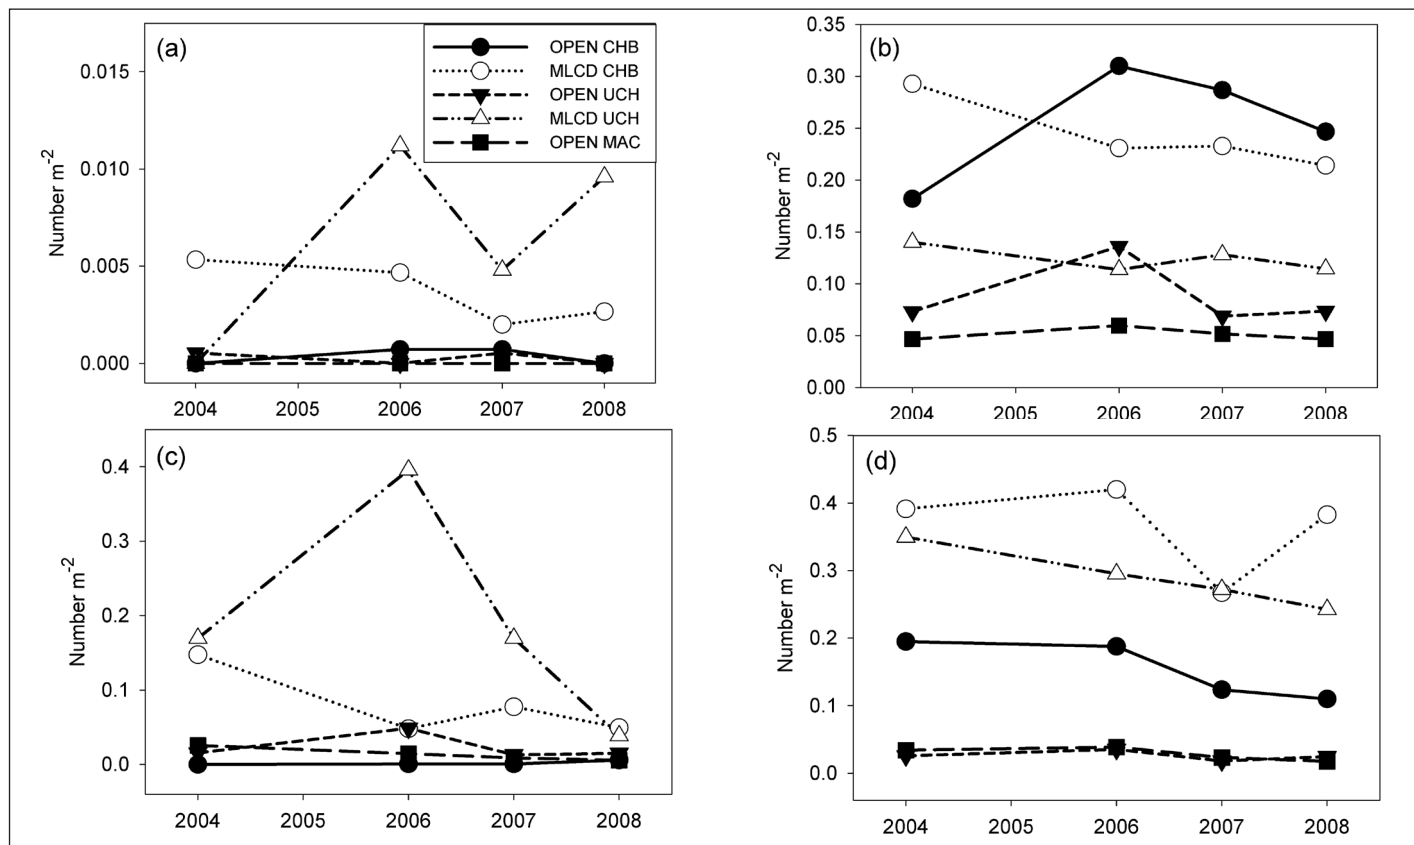 (a)
OPEN CHB
MLCD CHB
OPEN UCH
MLCD UCH
OPEN MAC
0.015
0.010
0.005
0.000
Number m-2
2004 2005 2006 2007 2008
(b)
0.35
0.30
0.25
0.20
0.15
0.10
0.05
0.00
Number m-2
2004 2005 2006 2007 2008
(c)
0.4
0.3
0.2
0.1
0.0
Number m-2
2004 2005 2006 2007 2008
(d)
0.5
0.4
0.3
0.2
0.1
0.0
Number m-2
2004 2005 2006 2007 2008